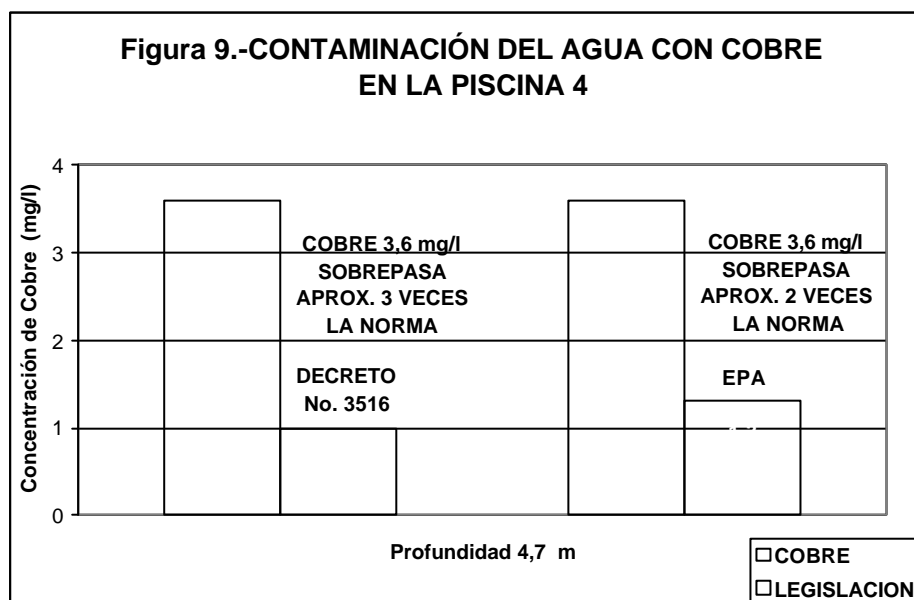 Figura 9.-CONTAMINACIÓN DEL AGUA CON COBRE
EN LA PISCINA 4
Concentración de Cobre (mg/l)
4
3
2
1
0
COBRE 3,6 mg/l
SOBREPASA
APROX. 3 VECES
LA NORMA
DECRETO
No. 3516
COBRE 3,6 mg/l
SOBREPASA
APROX. 2 VECES
LA NORMA
EPA
Profundidad 4,7 m
COBRE
LEGISLACION